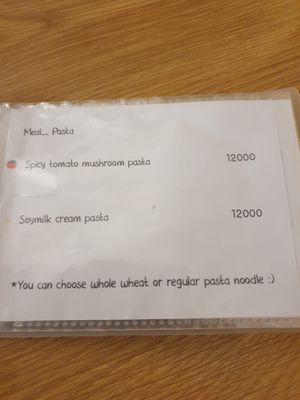 Meal_ Pasta
Spicy tomato mushroom pasta 12000
Soymilk cream pasta 12000
*You can choose whole wheat or regular pasta noodle :)